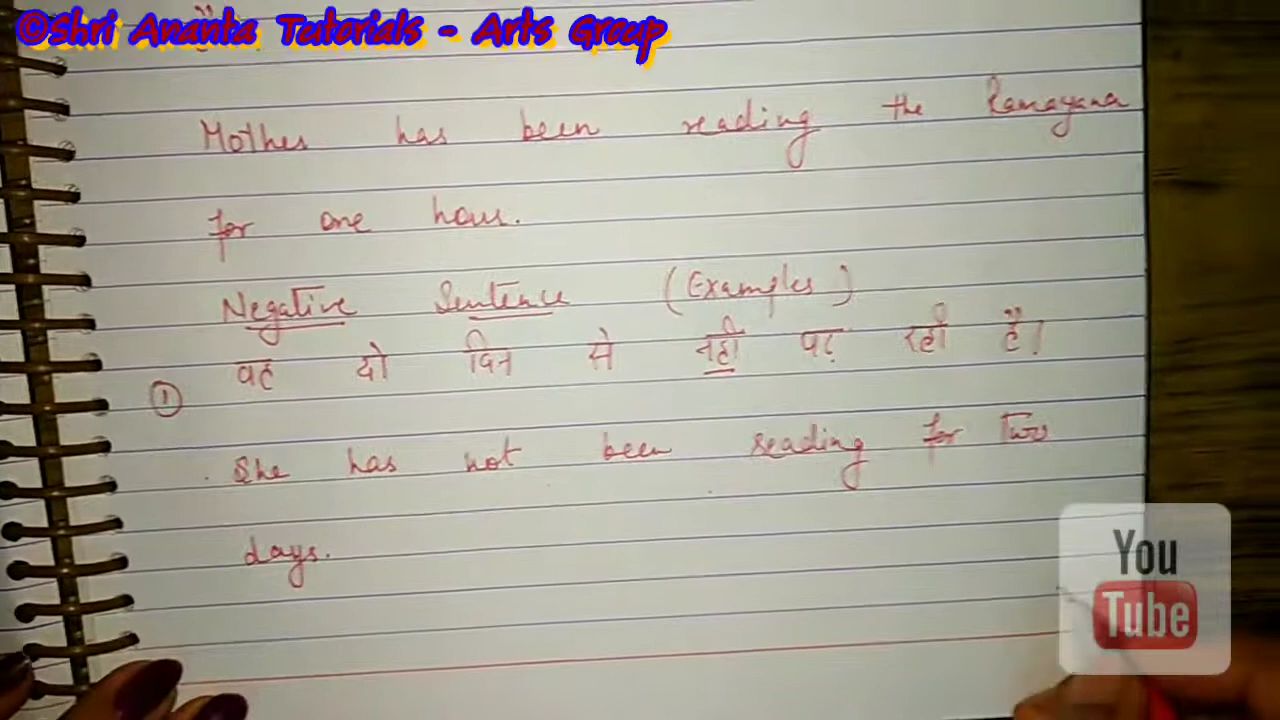 ©Shri Ananta Tutorials - Arts Group
Mother has been reading the Ramayana
for one hour.
Negative Sentence (Examples)
① वह दो दिन से नहीं पढ़ रही है।
She has not been reading for Two
days.
You
Tube